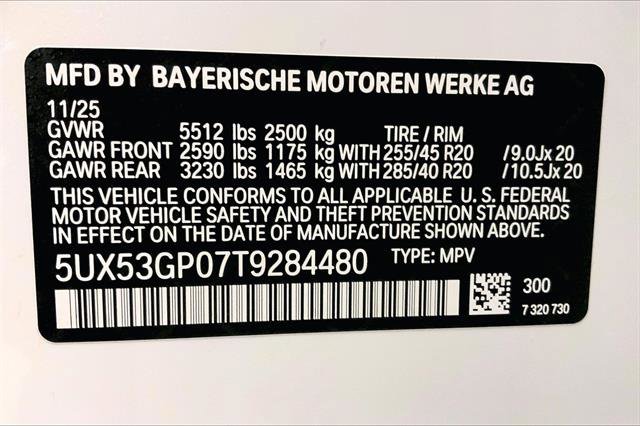 MFD BY BAYERISCHE MOTOREN WERKE AG
11/25
GVWR 5512 lbs 2500 kg TIRE / RIM
GAWR FRONT 2590 lbs 1175 kg WITH 255/45 R20 /9.0Jx 20
GAWR REAR 3230 lbs 1465 kg WITH 285/40 R20 /10.5Jx 20
THIS VEHICLE CONFORMS TO ALL APPLICABLE U. S. FEDERAL
MOTOR VEHICLE SAFETY AND THEFT PREVENTION STANDARDS
IN EFFECT ON THE DATE OF MANUFACTURE SHOWN ABOVE.
5UX53GP07T9284480 TYPE: MPV
300
7 320 730